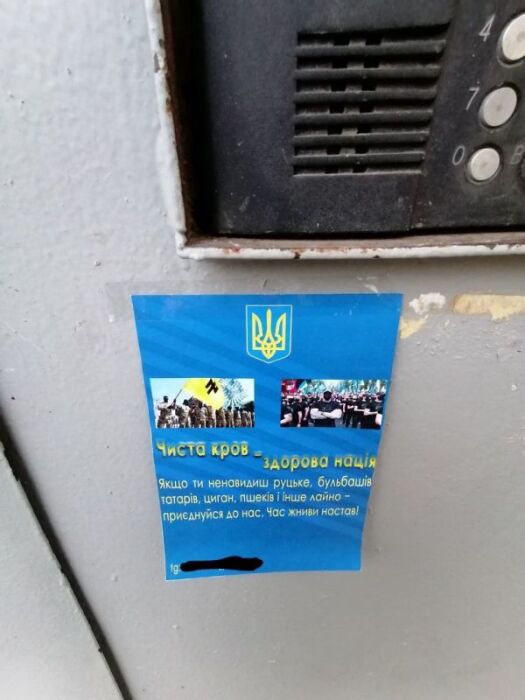 4
7
0 B
Чиста кров –
здорова нація
Якщо ти ненавидиш руцьке, бульбашів
татарів, циган, пшеків і інше лайно –
приєднуйся до нас. Час жниви настав!
tg: